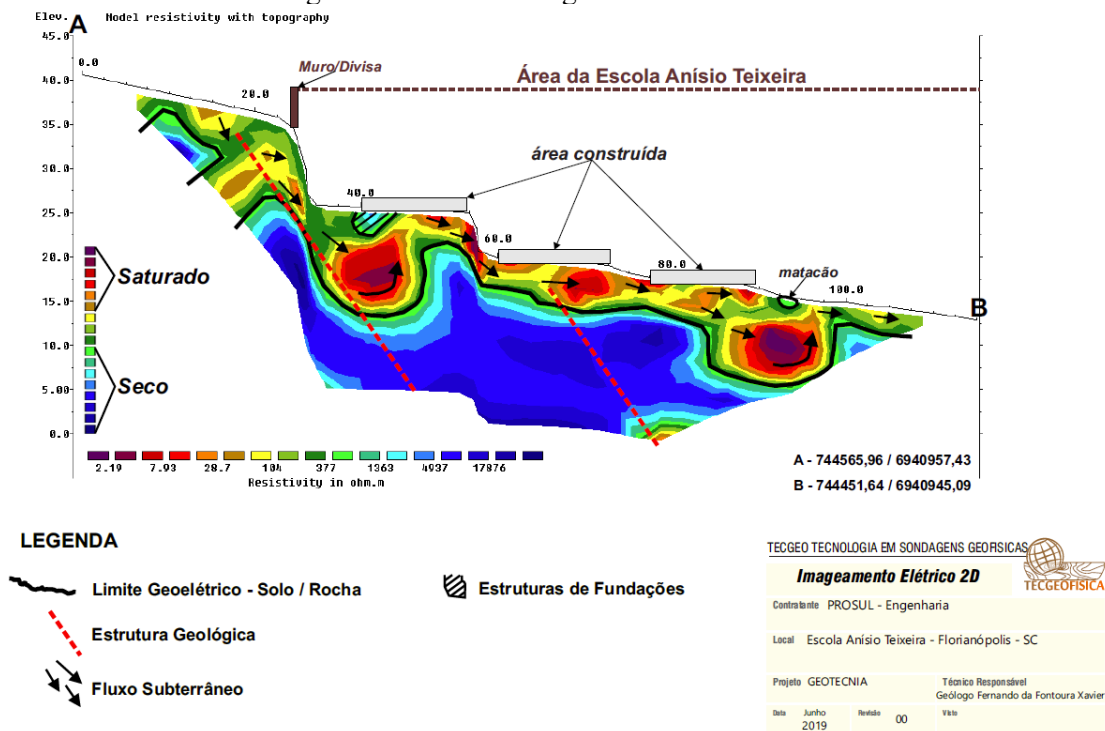 Elev.
A
Model resistivity with topography
45.0
0.0
40.0
Muro/Divisa
Área da Escola Anísio Teixeira
20.0
35.0
área construída
30.0
40.0
25.0
60.0
Saturado
20.0
80.0
matacão
100.0
15.0
B
10.0
Seco
5.00
0.0
2.19 7.93 28.7 104 377 1363 4937 17876
Resistivity in ohm.m
A - 744565,96 / 6940957,43
B - 744451,64 / 6940945,09
LEGENDA
Limite Geoelétrico - Solo / Rocha
Estruturas de Fundações
Estrutura Geológica
Fluxo Subterrâneo
TECGEO TECNOLOGIA EM SONDAGENS GEOFISICAS
Imageamento Elétrico 2D
TECGEOFISICA
Contratante PROSUL - Engenharia
Local Escola Anísio Teixeira - Florianópolis - SC
Projeto GEOTECNIA
Técnico Responsável
Geólogo Fernando da Fontoura Xavier
Data Junho 2019
Revisão 00
Visto